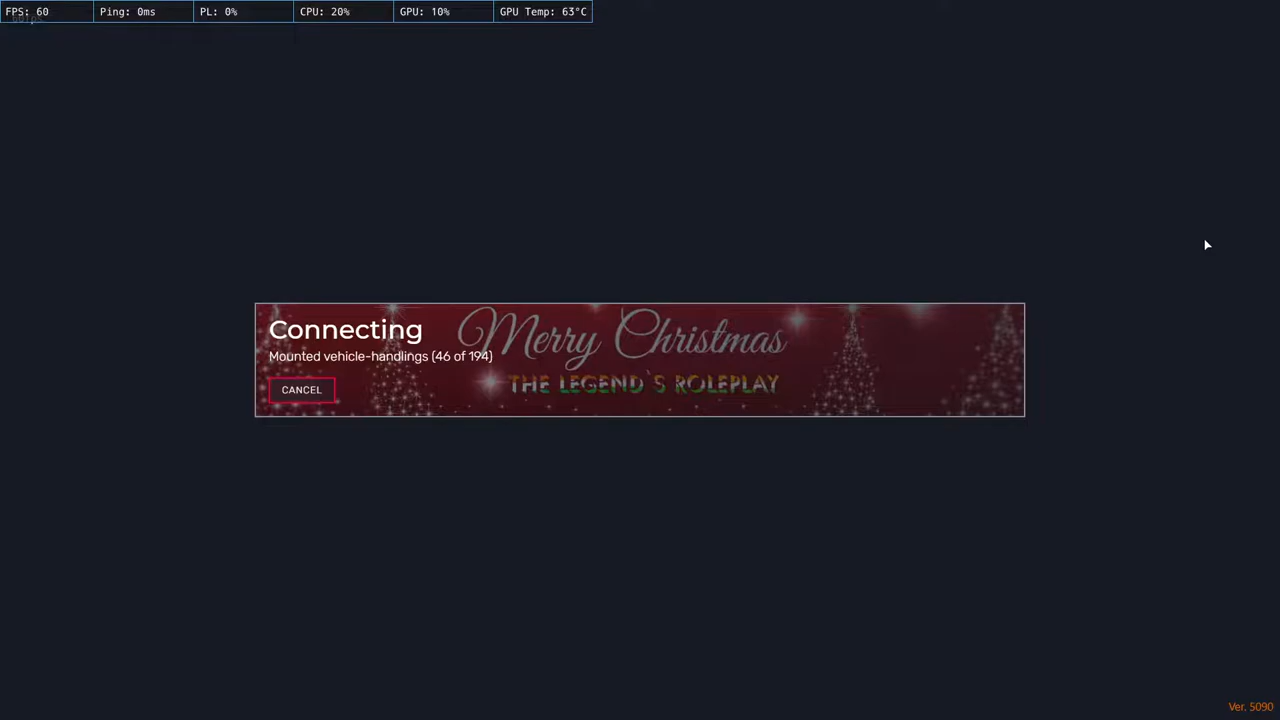 FPS: 60
Ping: 0ms
PL: 0%
CPU: 20%
GPU: 10%
GPU Temp: 63°C
60fps
Merry Christmas
THE LEGEND`S ROLEPLAY
Connecting
Mounted vehicle-handlings (46 of 194)
CANCEL
Ver. 5090